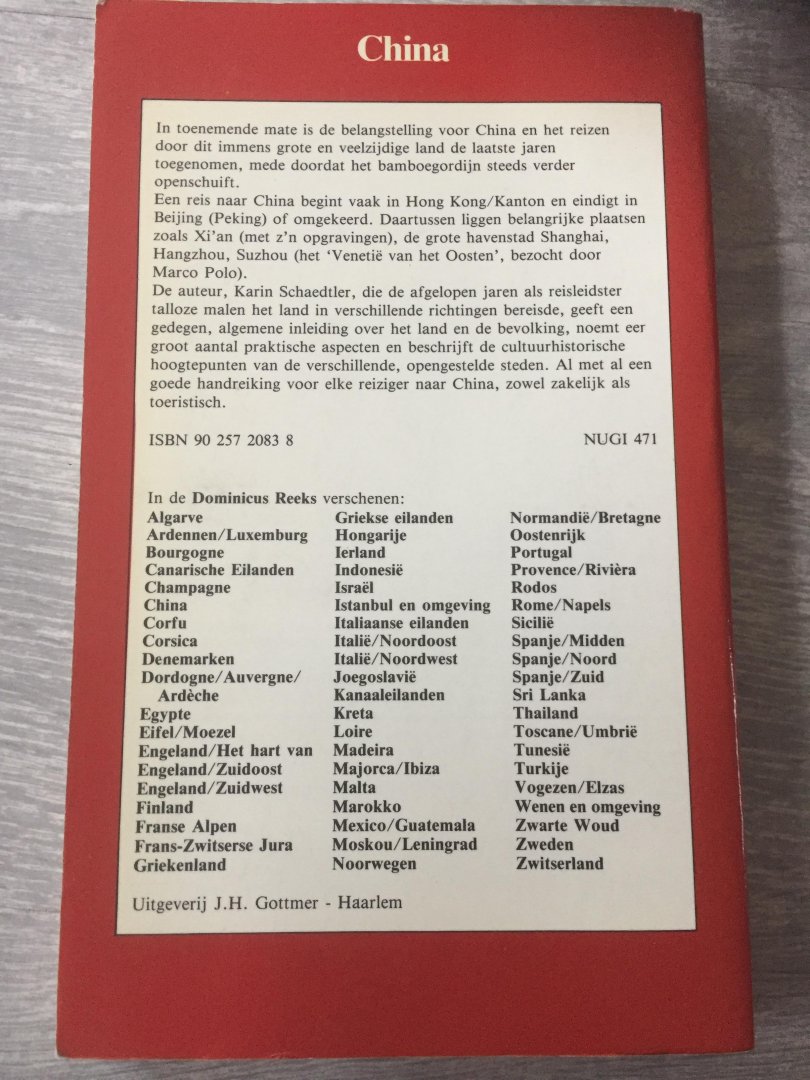 China
In toenemende mate is de belangstelling voor China en het reizen
door dit immens grote en veelzijdige land de laatste jaren
toegenomen, mede doordat het bamboegordijn steeds verder
openschuift.
Een reis naar China begint vaak in Hong Kong/Kanton en eindigt in
Beijing (Peking) of omgekeerd. Daartussen liggen belangrijke plaatsen
zoals Xi'an (met z'n opgravingen), de grote havenstad Shanghai,
Hangzhou, Suzhou (het 'Venetië van het Oosten', bezocht door
Marco Polo).
De auteur, Karin Schaedtler, die de afgelopen jaren als reisleidster
talloze malen het land in verschillende richtingen bereisde, geeft een
gedegen, algemene inleiding over het land en de bevolking, noemt eer
groot aantal praktische aspecten en beschrijft de cultuurhistorische
hoogtepunten van de verschillende, opengestelde steden. Al met al een
goede handreiking voor elke reiziger naar China, zowel zakelijk als
toeristisch.
ISBN 90 257 2083 8 NUGI 471
In de Dominicus Reeks verschenen:
Algarve
Ardennen/Luxemburg
Bourgogne
Canarische Eilanden
Champagne
China
Corfu
Corsica
Denemarken
Dordogne/Auvergne/
Ardèche
Egypte
Eifel/Moezel
Engeland/Het hart van
Engeland/Zuidoost
Engeland/Zuidwest
Finland
Franse Alpen
Frans-Zwitserse Jura
Griekenland
Griekse eilanden
Hongarije
Ierland
Indonesië
Israël
Istanbul en omgeving
Italiaanse eilanden
Italië/Noordoost
Italië/Noordwest
Joegoslavië
Kanaaleilanden
Kreta
Loire
Madeira
Majorca/Ibiza
Malta
Marokko
Mexico/Guatemala
Moskou/Leningrad
Noorwegen
Normandië/Bretagne
Oostenrijk
Portugal
Provence/Rivièra
Rodos
Rome/Napels
Sicilië
Spanje/Midden
Spanje/Noord
Spanje/Zuid
Sri Lanka
Thailand
Toscane/Umbrië
Tunesië
Turkije
Vogezen/Elzas
Wenen en omgeving
Zwarte Woud
Zweden
Zwitserland
Uitgeverij J.H. Gottmer - Haarlem